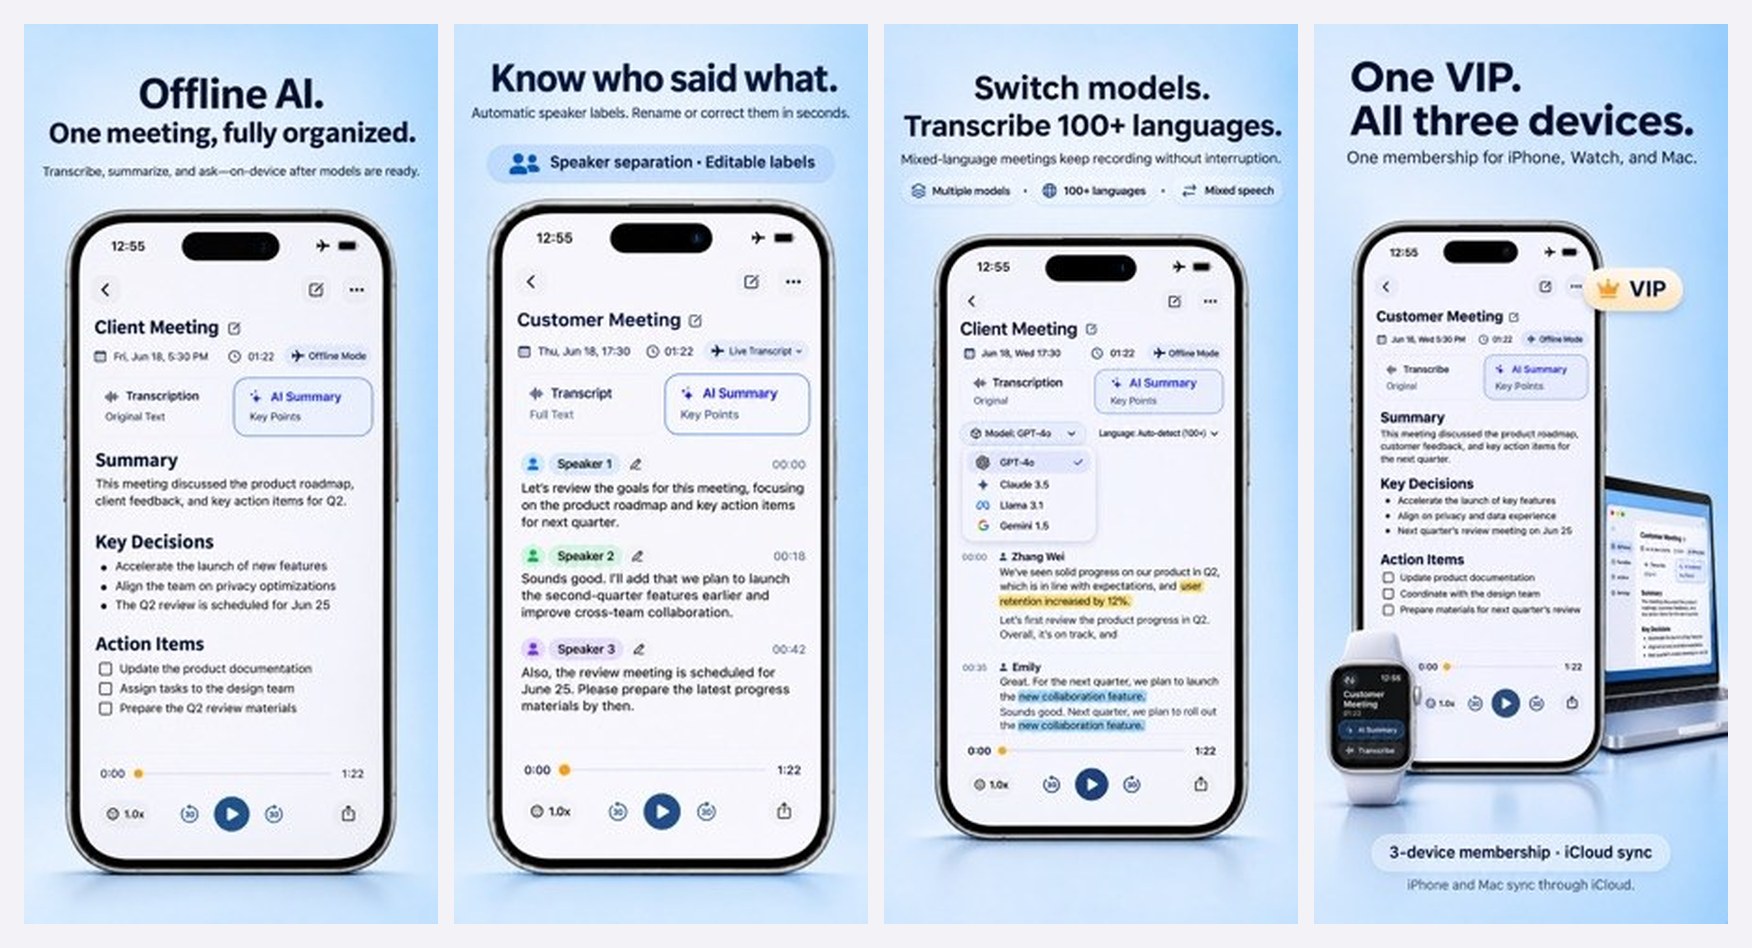 Offline AI.
One meeting, fully organized.
Transcribe, summarize, and ask—on-device after models are ready.
12:55
Client Meeting
Fri, Jun 18, 5:30 PM
01:22
Offline Mode
Transcription
Original Text
AI Summary
Key Points
Summary
This meeting discussed the product roadmap,
client feedback, and key action items for Q2.
Key Decisions
• Accelerate the launch of new features
• Align the team on privacy optimizations
• The Q2 review is scheduled for Jun 25
Action Items
Update the product documentation
Assign tasks to the design team
Prepare the Q2 review materials
0:00
1:22
1.0x
30
30
Know who said what.
Automatic speaker labels. Rename or correct them in seconds.
Speaker separation · Editable labels
12:55
Customer Meeting
Thu, Jun 18, 17:30
01:22
Live Transcript
Transcript
Full Text
AI Summary
Key Points
Speaker 1
00:00
Let's review the goals for this meeting, focusing
on the product roadmap and key action items
for next quarter.
Speaker 2
00:18
Sounds good. I'll add that we plan to launch
the second-quarter features earlier and
improve cross-team collaboration.
Speaker 3
00:42
Also, the review meeting is scheduled for
June 25. Please prepare the latest progress
materials by then.
0:00
1:22
1.0x
30
30
Switch models.
Transcribe 100+ languages.
Mixed-language meetings keep recording without interruption.
Multiple models · 100+ languages · Mixed speech
12:55
Client Meeting
Jun 18, Wed 17:30
01:22
Offline Mode
Transcription
Original
AI Summary
Key Points
Model: GPT-4o
Language: Auto-detect (100+)
GPT-4o
Claude 3.5
Llama 3.1
Gemini 1.5
00:00
Zhang Wei
We've seen solid progress on our product in Q2,
which is in line with expectations, and user
retention increased by 12%.
Let's first review the product progress in Q2.
Overall, it's on track, and
00:35
Emily
Great. For the next quarter, we plan to launch
the new collaboration feature.
Sounds good. Next quarter, we plan to roll out
the new collaboration feature.
0:00
1:22
1.0x
30
30
One VIP.
All three devices.
One membership for iPhone, Watch, and Mac.
12:55
VIP
Customer Meeting
Jun 18, Wed 5:30 PM
01:22
Offline Mode
Transcribe
Original
AI Summary
Key Points
Summary
This meeting discussed the product roadmap,
customer feedback, and key action items for
the next quarter.
Key Decisions
• Accelerate the launch of key features
• Align on privacy and data experience
• Next quarter's review meeting on Jun 25
Action Items
Update product documentation
Coordinate with the design team
Prepare materials for next quarter's review
0:00
1:22
1.0x
30
30
12:55
Customer
Meeting
01:22
AI Summary
Transcribe
Customer Meeting
Summary
Key Decisions
3-device membership · iCloud sync
iPhone and Mac sync through iCloud.